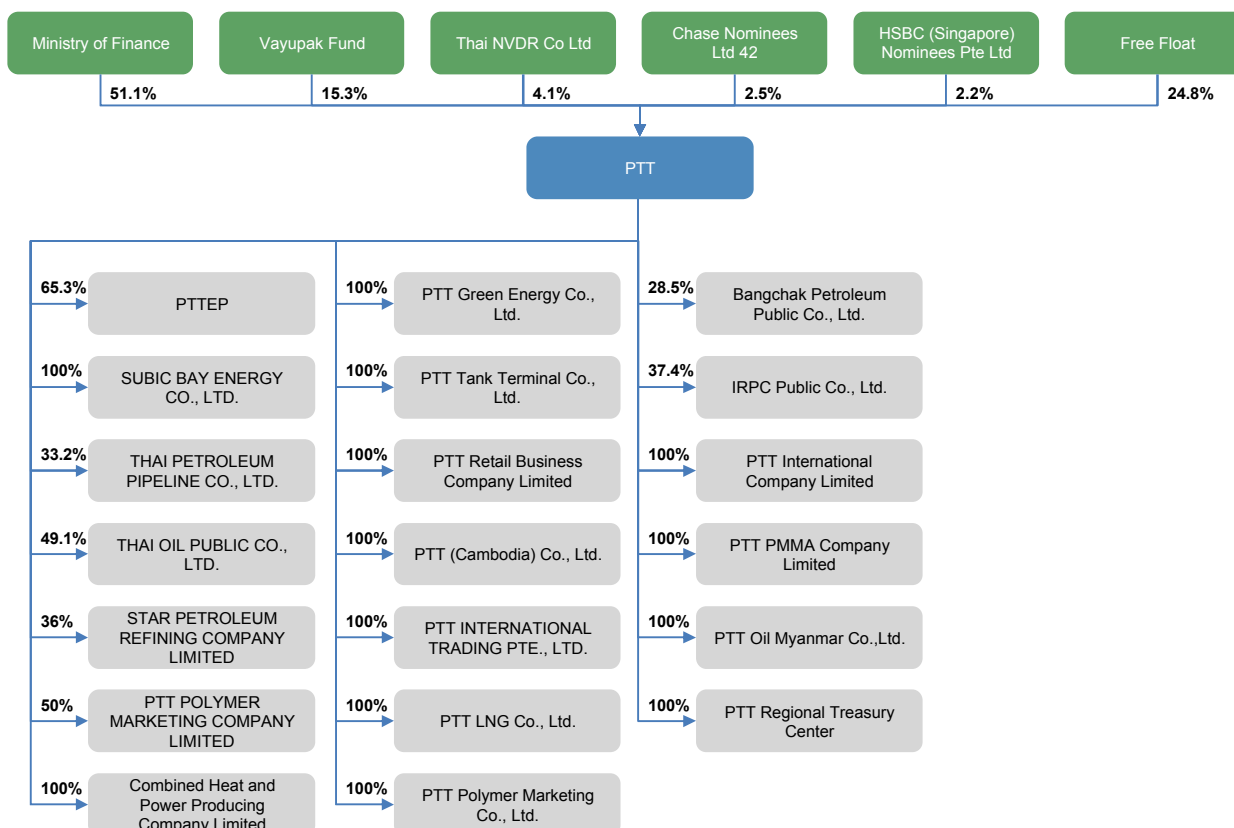 Ministry of Finance
Vayupak Fund
Thai NVDR Co Ltd
Chase Nominees
Ltd 42
HSBC (Singapore)
Nominees Pte Ltd
Free Float
51.1%
15.3%
4.1%
2.5%
2.2%
24.8%
PTT
65.3%
PTTEP
100%
SUBIC BAY ENERGY
CO., LTD.
33.2%
THAI PETROLEUM
PIPELINE CO., LTD.
49.1%
THAI OIL PUBLIC CO.,
LTD.
36%
STAR PETROLEUM
REFINING COMPANY
LIMITED
50%
PTT POLYMER
MARKETING COMPANY
LIMITED
100%
Combined Heat and
Power Producing
Company Limited
100%
PTT Green Energy Co.,
Ltd.
100%
PTT Tank Terminal Co.,
Ltd.
100%
PTT Retail Business
Company Limited
100%
PTT (Cambodia) Co., Ltd.
100%
PTT INTERNATIONAL
TRADING PTE., LTD.
100%
PTT LNG Co., Ltd.
100%
PTT Polymer Marketing
Co., Ltd.
28.5%
Bangchak Petroleum
Public Co., Ltd.
37.4%
IRPC Public Co., Ltd.
100%
PTT International
Company Limited
100%
PTT PMMA Company
Limited
100%
PTT Oil Myanmar Co.,Ltd.
100%
PTT Regional Treasury
Center